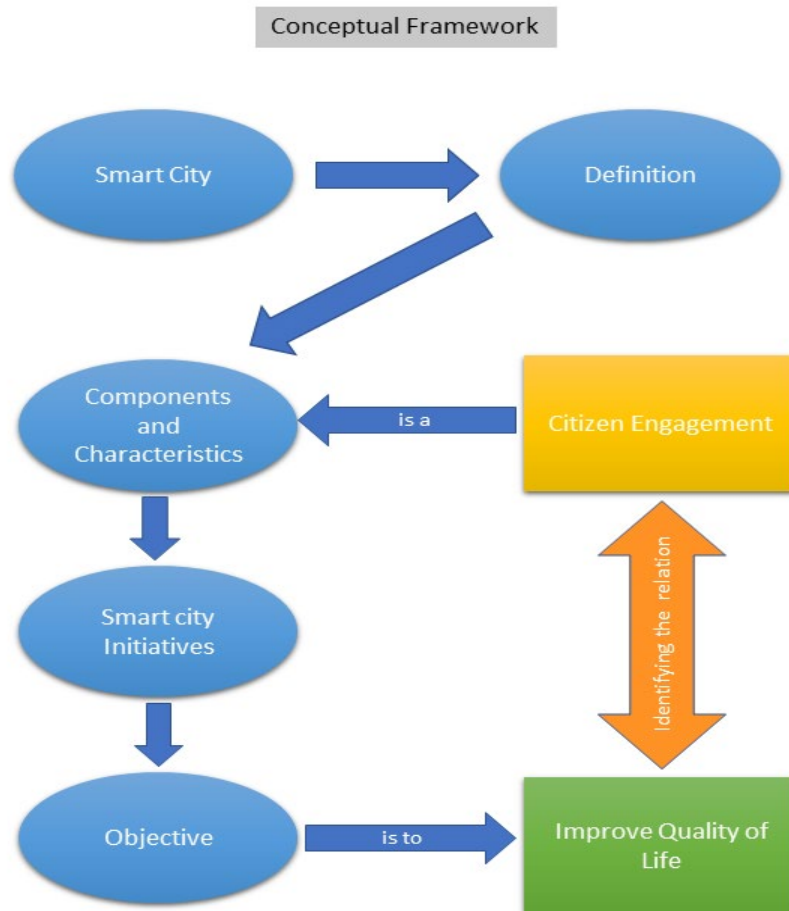 Conceptual Framework
Smart City
Definition
Components
and
Characteristics
is a
Citizen Engagement
Smart city
Initiatives
Identifying the relation
Objective
is to
Improve Quality of
Life